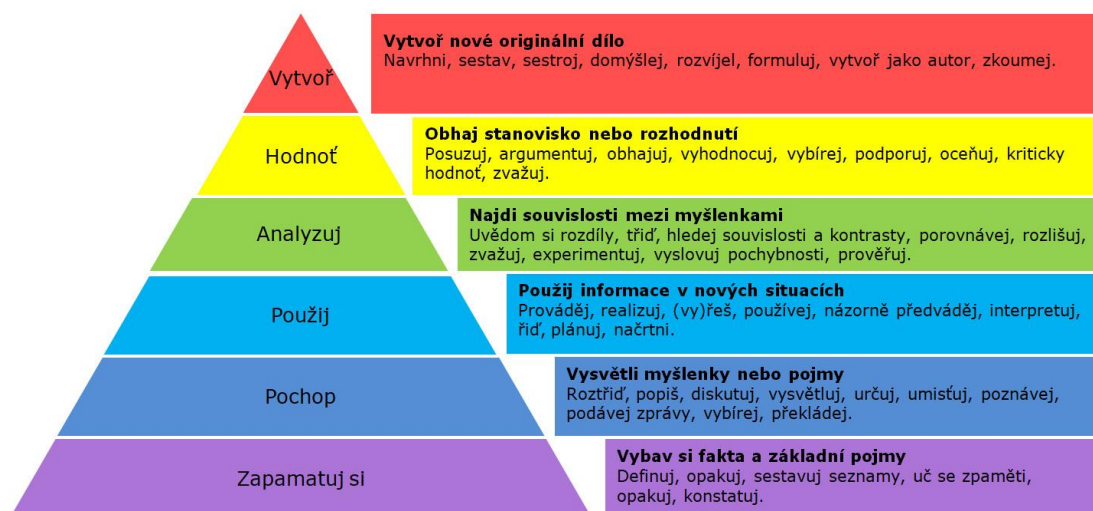 Vytvoř
Vytvoř nové originální dílo
Navrhni, sestav, sestroj, domýšlej, rozvíjel, formuluj, vytvoř jako autor, zkoumej.
Hodnoť
Obhaj stanovisko nebo rozhodnutí
Posuzuj, argumentuj, obhajuj, vyhodnocuj, vybírej, podporuj, oceňuj, kriticky
hodnoť, zvažuj.
Analyzuj
Najdi souvislosti mezi myšlenkami
Uvědom si rozdíly, třiď, hledej souvislosti a kontrasty, porovnávej, rozlišuj,
zvažuj, experimentuj, vyslovuj pochybnosti, prověřuj.
Použij
Použij informace v nových situacích
Prováděj, realizuj, (vy)řeš, používej, názorně předváděj, interpretuj,
řiď, plánuj, načrtni.
Pochop
Vysvětli myšlenky nebo pojmy
Roztřiď, popiš, diskutuj, vysvětluj, určuj, umisťuj, poznávej,
podávej zprávy, vybírej, překládej.
Zapamatuj si
Vybav si fakta a základní pojmy
Definuj, opakuj, sestavuj seznamy, uč se zpaměti,
opakuj, konstatuj.